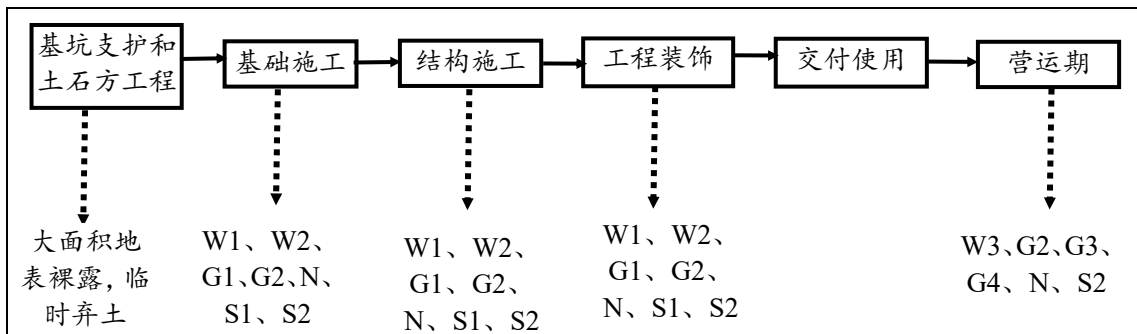 基坑支护和
土石方工程
基础施工
结构施工
工程装饰
交付使用
营运期
大面积地
表裸露，临
时弃土
W1、W2、
G1、G2、N、
S1、S2
W1、W2、
G1、G2、
N、S1、S2
W1、W2、
G1、G2、
N、S1、S2
W3、G2、G3、
G4、N、S2